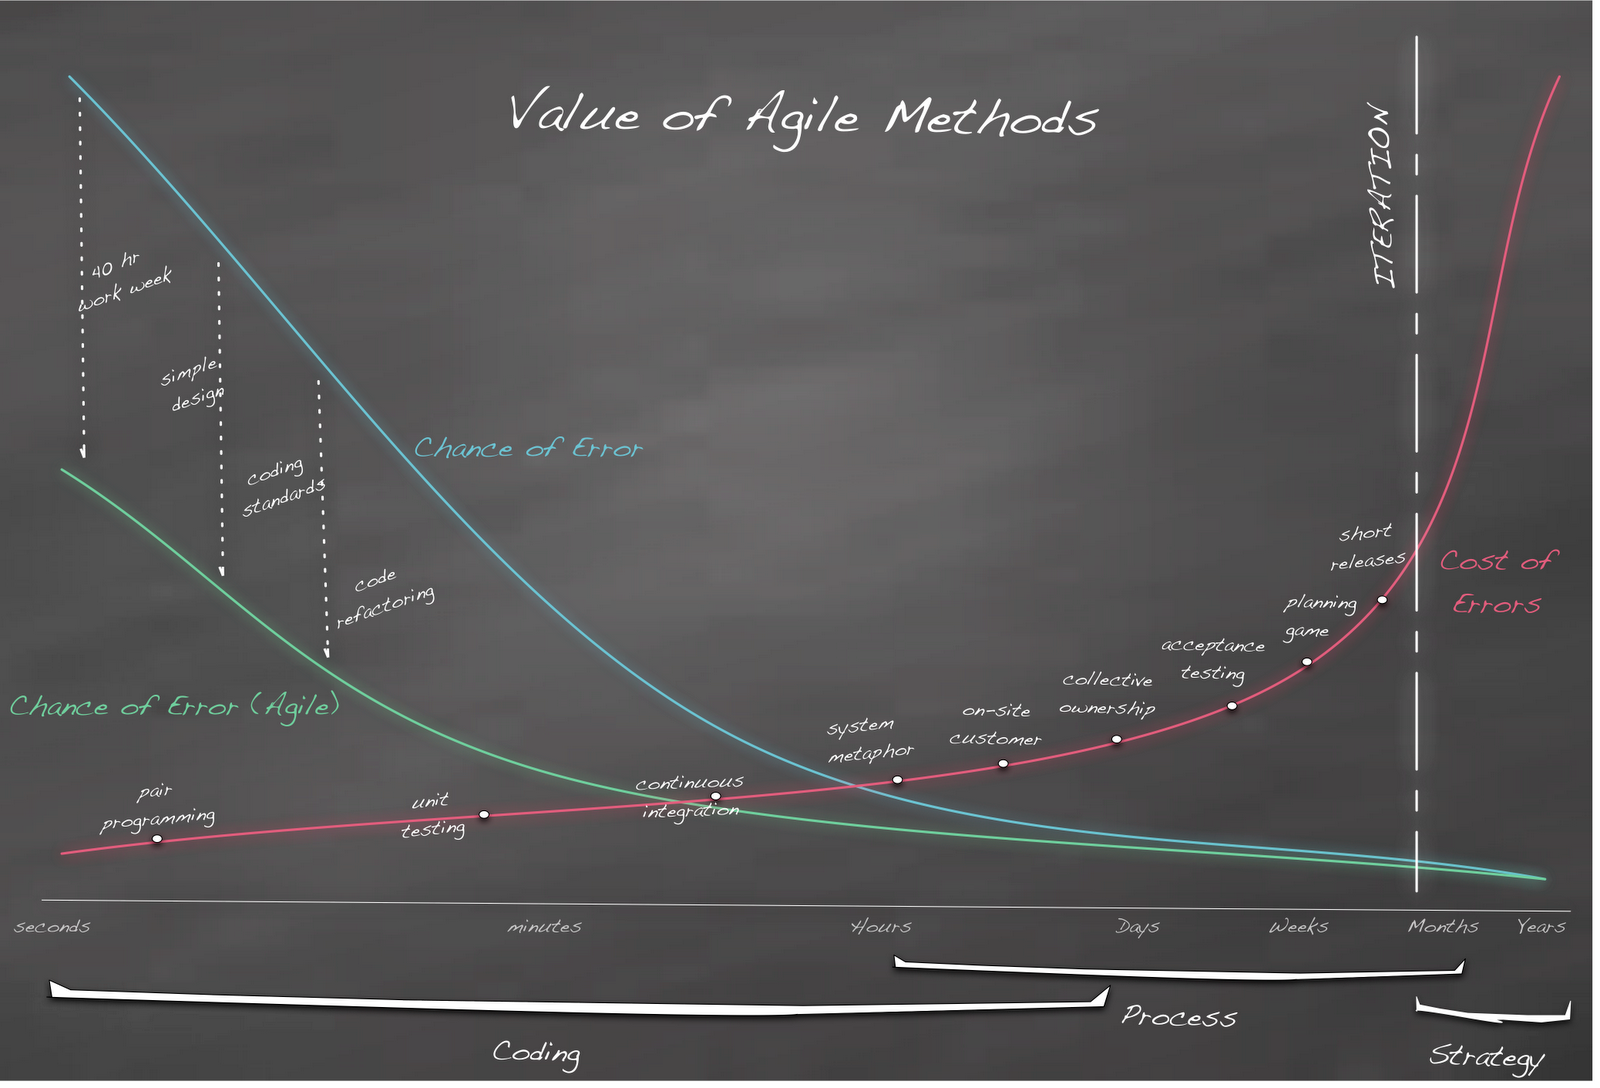 Value of Agile Methods
ITERATION
40 hr
work week
simple
design
Chance of Error
coding
standards
short
releases
Cost of
Errors
code
refactoring
planning
game
acceptance
testing
collective
ownership
Chance of Error (Agile)
on-site
customer
system
metaphor
continuous
integration
pair
programming
unit
testing
seconds
minutes
Hours
Days
Weeks
Months
Years
Process
Coding
Strategy